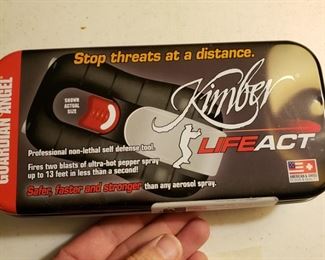 Stop threats at a distance.
GUARDIAN ANGEL
SHOWN
ACTUAL
SIZE
Kimber
LIFEACT
Professional non-lethal self defense tool.
Fires two blasts of ultra-hot pepper spray
up to 13 feet in less than a second!
Safer, faster and stronger than any aerosol spray.
AMERICAN & SWISS